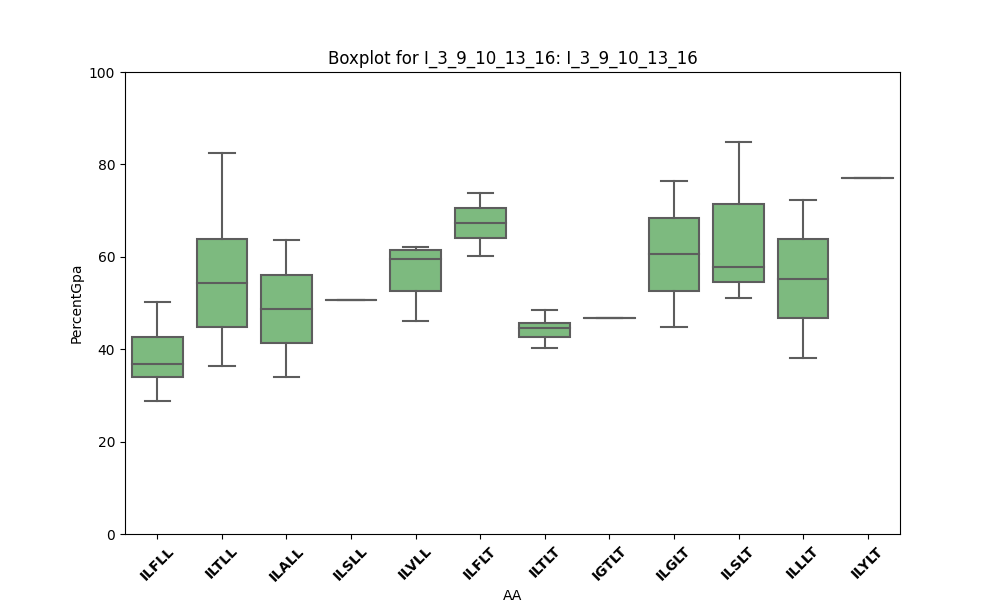 Boxplot for I_3_9_10_13_16: I_3_9_10_13_16
PercentGpa
100
80
60
40
20
0
ILFLL
ILTLL
ILALL
ILSLL
ILVLL
ILFLT
ILTLT
IGTLT
ILGLT
ILSLT
ILLLT
ILYLT
AA